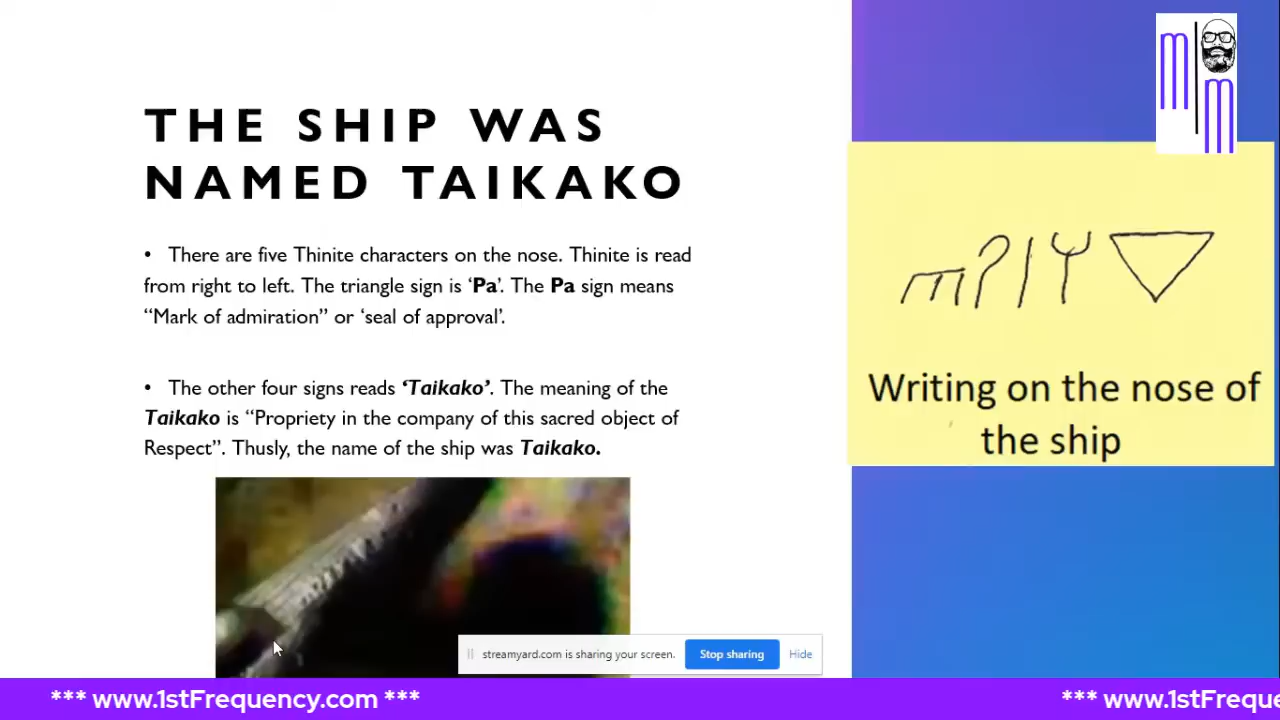 THE SHIP WAS
NAMED TAIKAKO
• There are five Thinite characters on the nose. Thinite is read
from right to left. The triangle sign is ‘Pa’. The Pa sign means
“Mark of admiration” or ‘seal of approval’.
• The other four signs reads ‘Taikako’. The meaning of the
Taikako is “Propriety in the company of this sacred object of
Respect”. Thusly, the name of the ship was Taikako.
m
m
Writing on the nose of
the ship
streamyard.com is sharing your screen. Stop sharing Hide
*** www.1stFrequency.com *** *** www.1stFreque